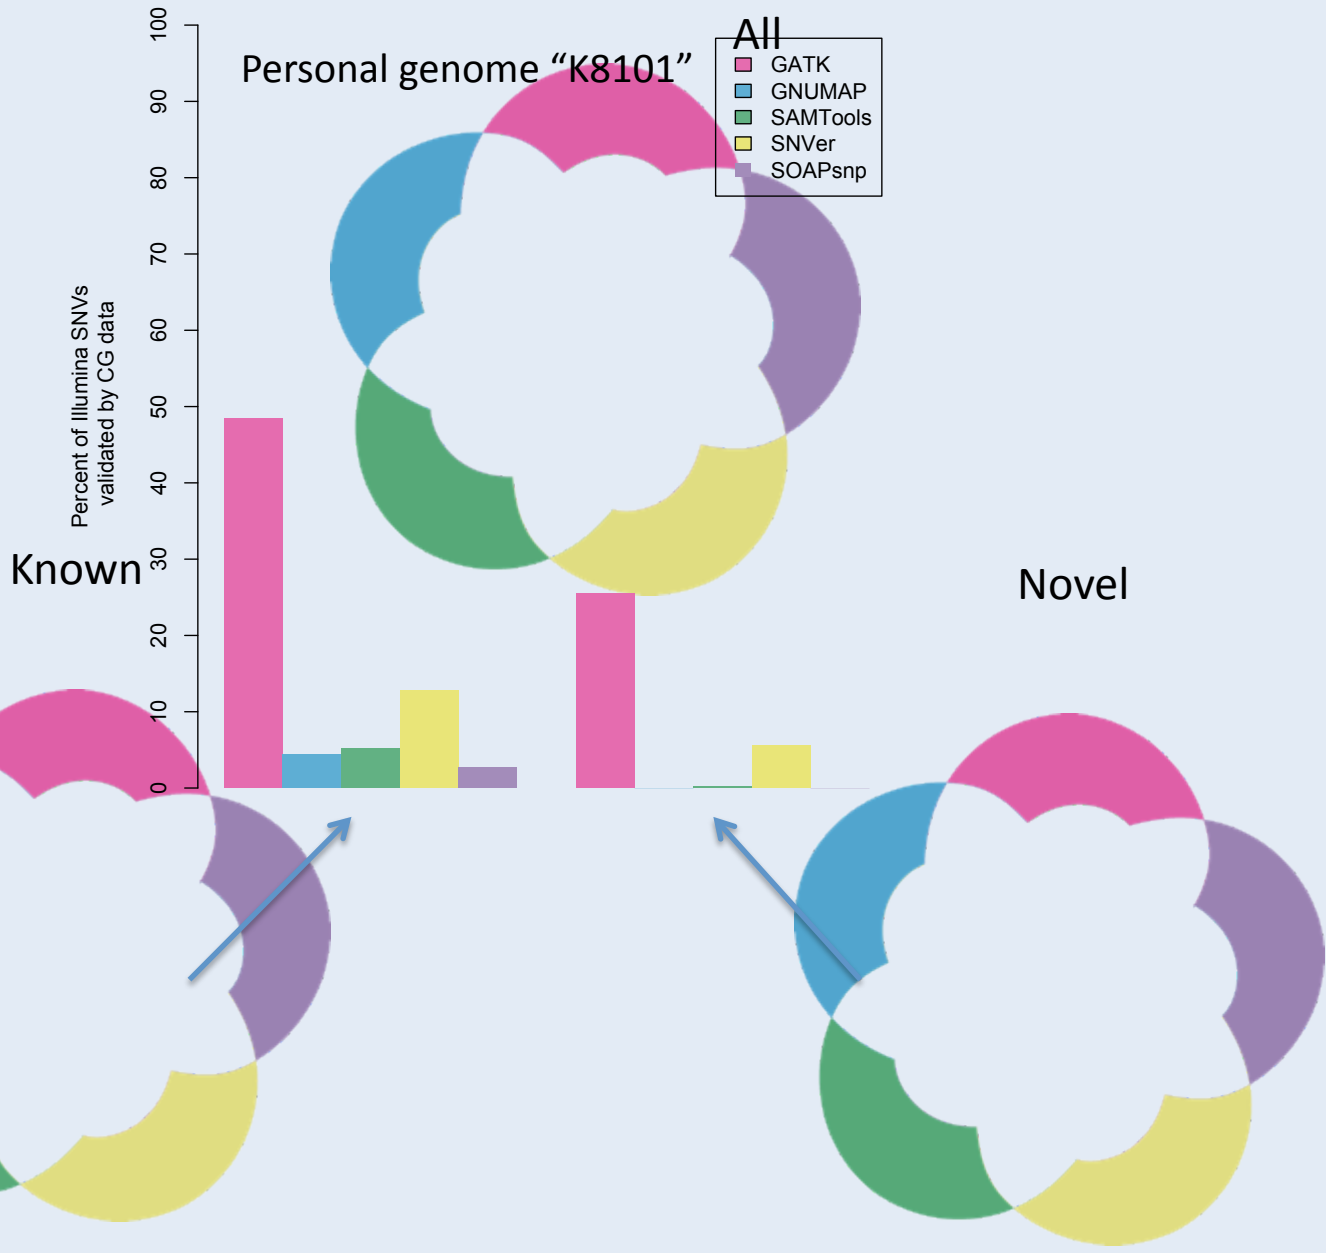 All
Personal genome “K8101”
GATK
GNUMAP
SAMTools
SNVer
SOAPsnp
100
90
80
70
60
50
40
30
20
10
0
Percent of Illumina SNVs
validated by CG data
Known
Novel